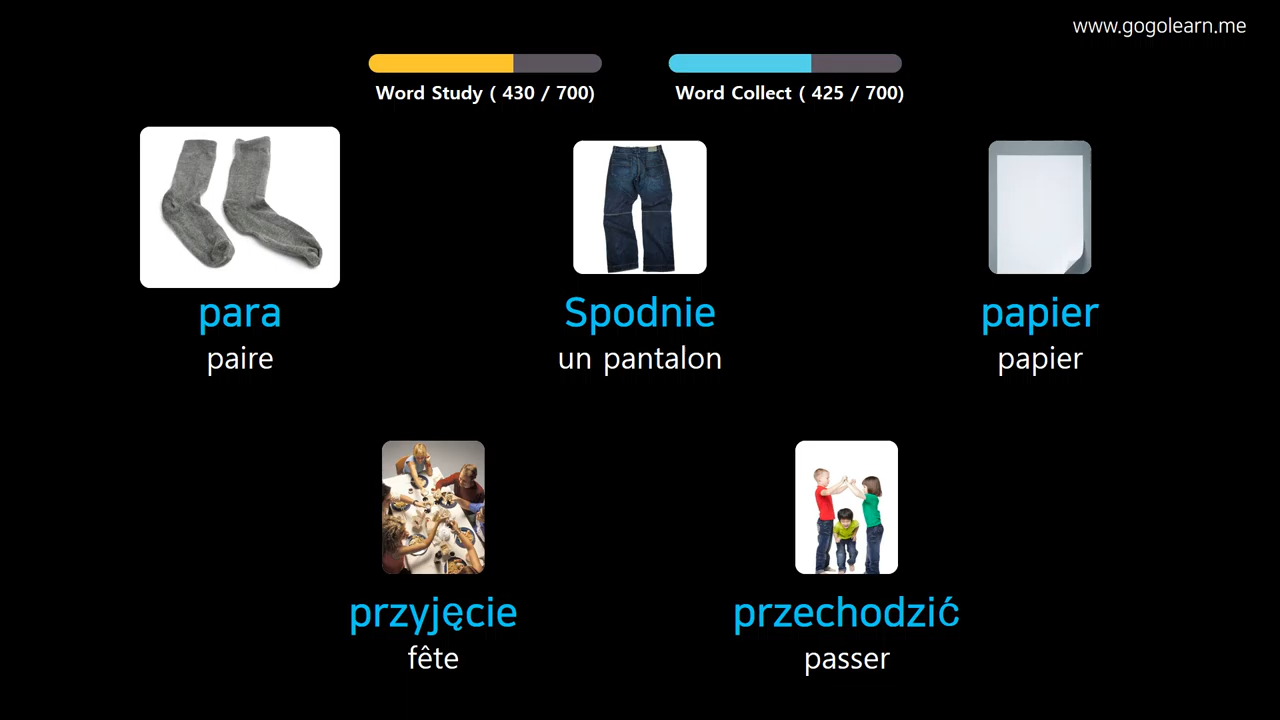 www.gogolearn.me
Word Study ( 430 / 700)
Word Collect ( 425 / 700)
para
paire
Spodnie
un pantalon
papier
papier
przyjęcie
fête
przechodzić
passer